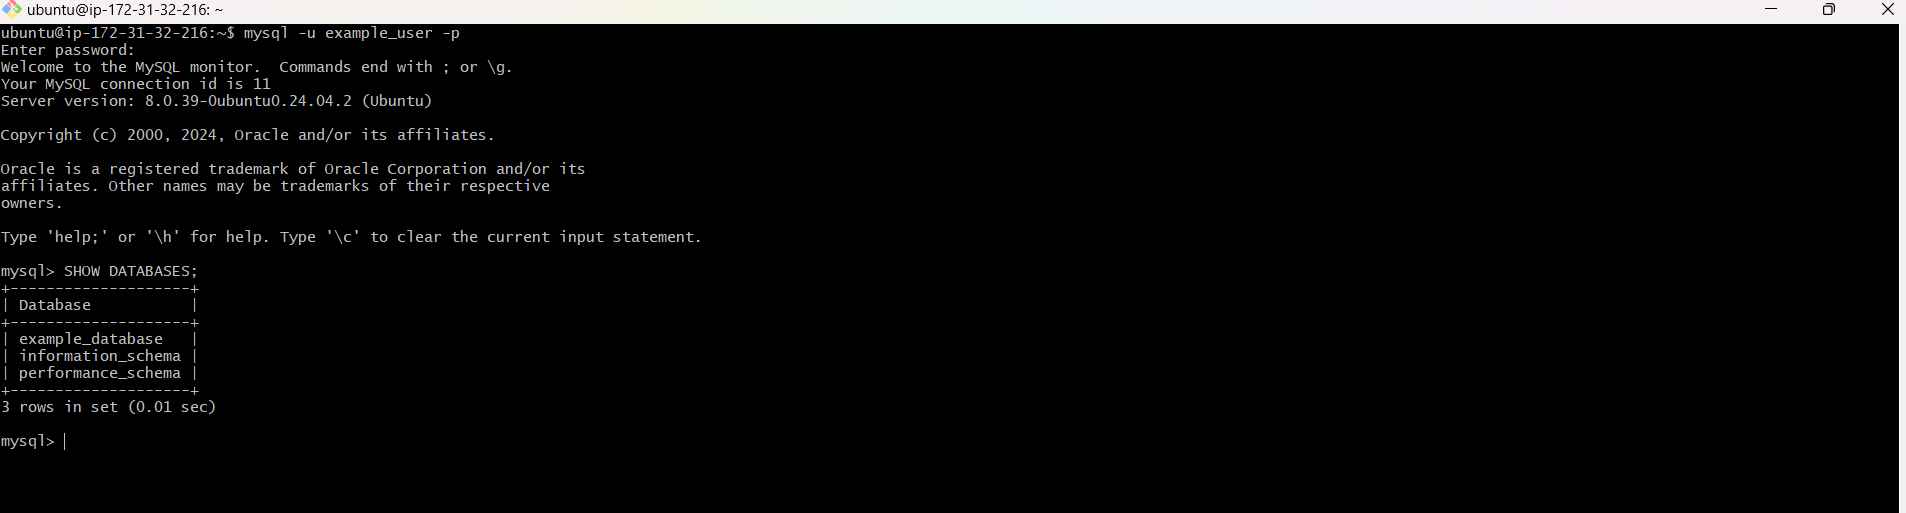 ubuntu@ip-172-31-32-216: ~
ubuntu@ip-172-31-32-216:~$ mysql -u example_user -p
Enter password:
Welcome to the MySQL monitor.  Commands end with ; or \g.
Your MySQL connection id is 11
Server version: 8.0.39-0ubuntu0.24.04.2 (Ubuntu)

Copyright (c) 2000, 2024, Oracle and/or its affiliates.

Oracle is a registered trademark of Oracle Corporation and/or its
affiliates. Other names may be trademarks of their respective
owners.

Type 'help;' or '\h' for help. Type '\c' to clear the current input statement.

mysql> SHOW DATABASES;
+--------------------+
| Database           |
+--------------------+
| example_database   |
| information_schema |
| performance_schema |
+--------------------+
3 rows in set (0.01 sec)

mysql>